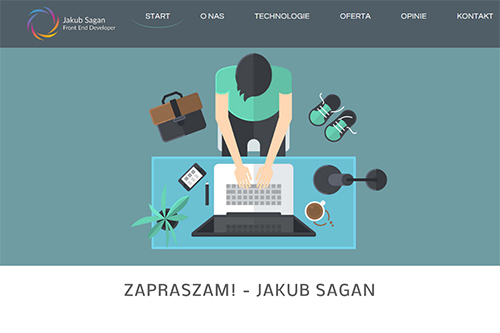 Jakub Sagan
Front End Developer
START O NAS TECHNOLOGIE OFERTA OPINIE KONTAKT
ZAPRASZAM! - JAKUB SAGAN